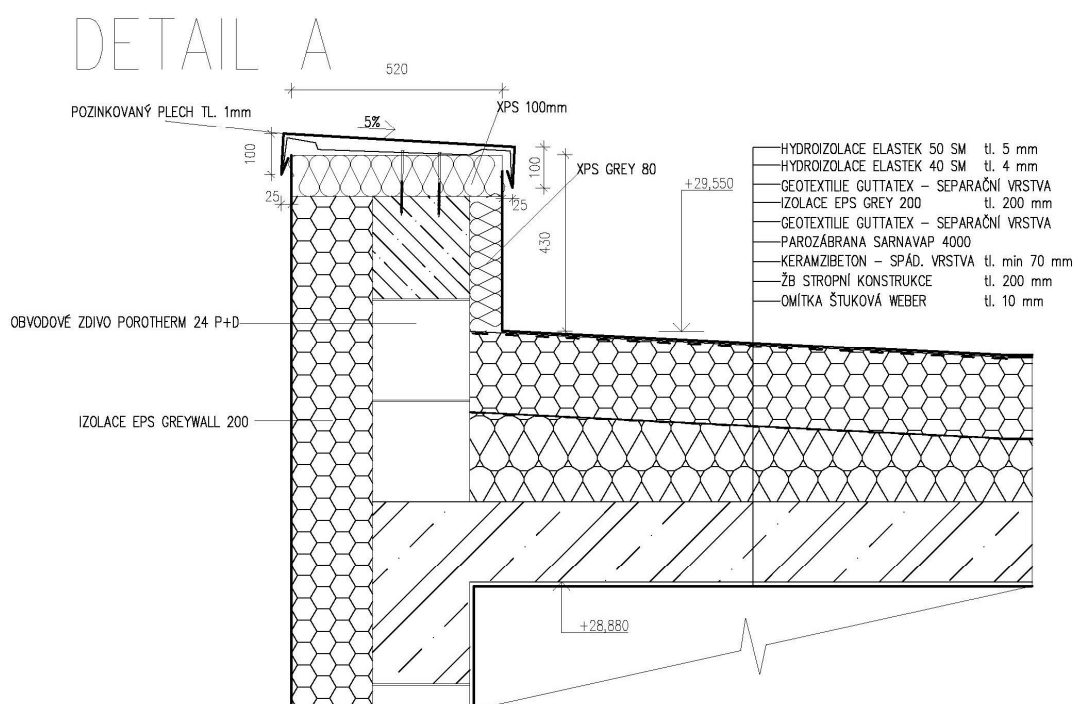 DETAIL A
520
POZINKOVANÝ PLECH TL. 1mm
5%
XPS 100mm
100
100
XPS GREY 80
25
25
430
+29,550
HYDROIZOLACE ELASTEK 50 SM tl. 5 mm
HYDROIZOLACE ELASTEK 40 SM tl. 4 mm
GEOTEXTILIE GUTTATEX – SEPARAČNÍ VRSTVA
IZOLACE EPS GREY 200 tl. 200 mm
GEOTEXTILIE GUTTATEX – SEPARAČNÍ VRSTVA
PAROZÁBRANA SARNAVAP 4000
KERAMZIBETON – SPÁD. VRSTVA tl. min 70 mm
ŽB STROPNÍ KONSTRUKCE tl. 200 mm
OMÍTKA ŠTUKOVÁ WEBER tl. 10 mm
OBVODOVÉ ZDIVO POROTHERM 24 P+D
IZOLACE EPS GREYWALL 200
+28,880